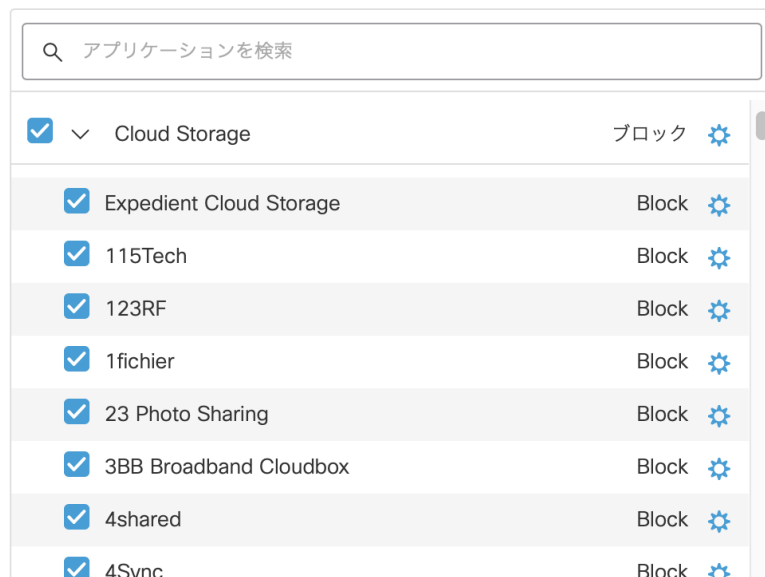 アプリケーションを検索
Cloud Storage ブロック
Expedient Cloud Storage Block
115Tech Block
123RF Block
1fichier Block
23 Photo Sharing Block
3BB Broadband Cloudbox Block
4shared Block
4Sync Block